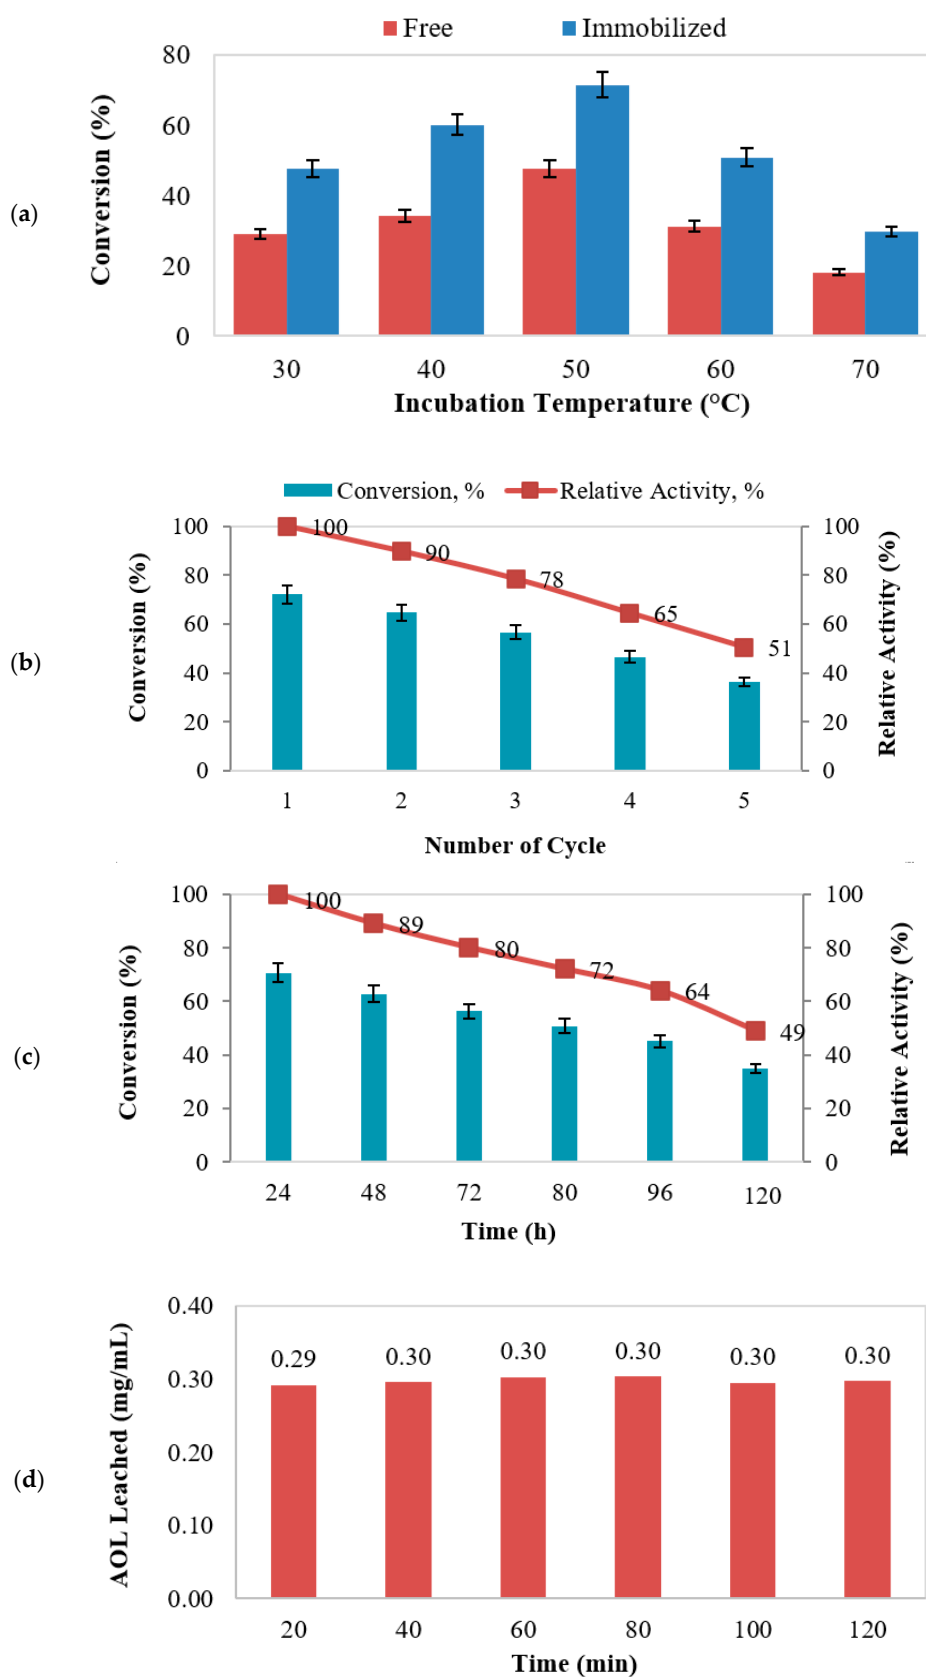 Free Immobilized
80
60
40
20
0
Conversion (%)
(a)
30 40 50 60 70
Incubation Temperature (°C)
Conversion, % Relative Activity, %
100 100
80 80
60 60
40 40
20 20
0 0
100
90
78
65
51
Conversion (%)
Relative Activity (%)
(b)
1 2 3 4 5
Number of Cycle
100 100
80 80
60 60
40 40
20 20
0 0
100
89
80
72
64
49
Conversion (%)
Relative Activity (%)
(c)
24 48 72 80 96 120
Time (h)
0.40
0.30
0.20
0.10
0.00
0.29 0.30 0.30 0.30 0.30 0.30
AOL Leached (mg/mL)
(d)
20 40 60 80 100 120
Time (min)